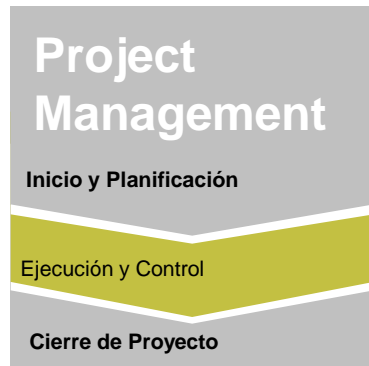 Project
Management
Inicio y Planificación
Ejecución y Control
Cierre de Proyecto